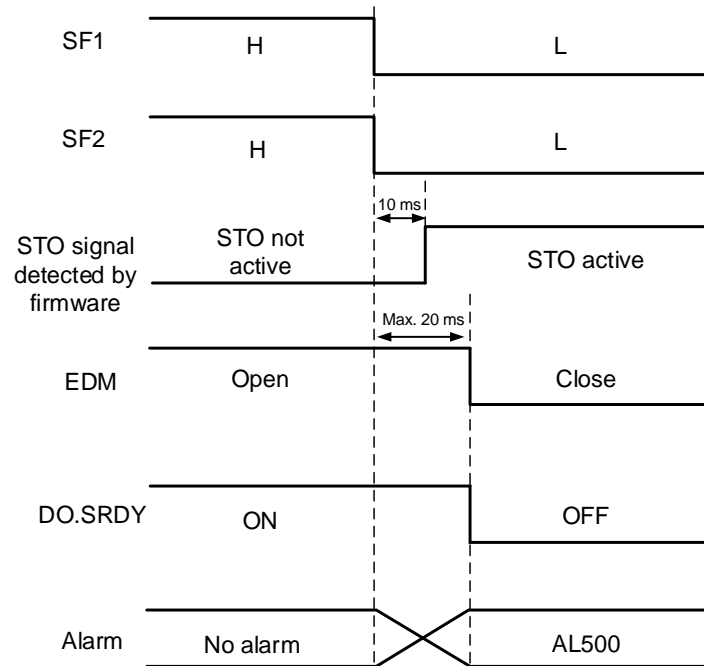 SF1
H
L
SF2
H
L
10 ms
STO signal
detected by
firmware
STO not
active
STO active
Max. 20 ms
EDM
Open
Close
DO.SRDY
ON
OFF
Alarm
No alarm
AL500